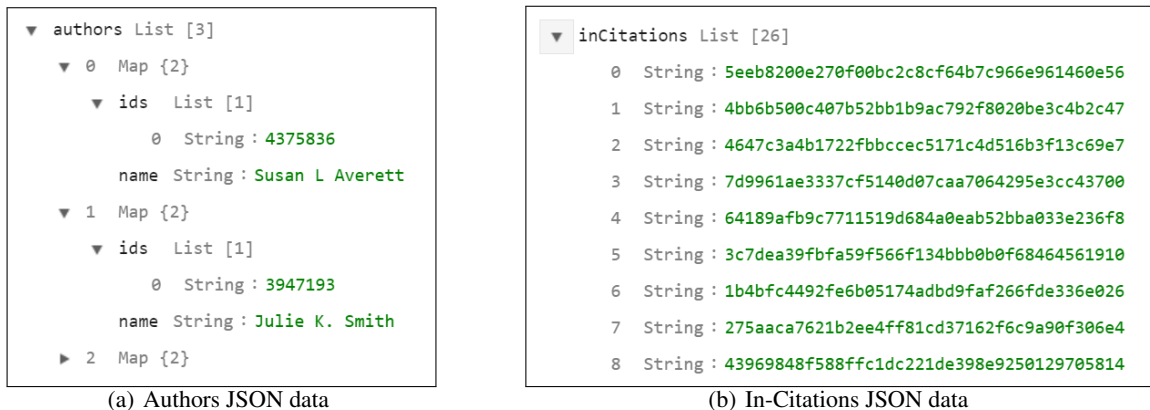 authors List [3]
0 Map {2}
ids List [1]
0 String : 4375836
name String : Susan L Averett
1 Map {2}
ids List [1]
0 String : 3947193
name String : Julie K. Smith
2 Map {2}
(a) Authors JSON data
inCitations List [26]
0 String : 5eeb8200e270f00bc2c8cf64b7c966e961460e56
1 String : 4bb6b500c407b52bb1b9ac792f8020be3c4b2c47
2 String : 4647c3a4b1722fbbccec5171c4d516b3f13c69e7
3 String : 7d9961ae3337cf5140d07caa7064295e3cc43700
4 String : 64189afb9c7711519d684a0eab52bba033e236f8
5 String : 3c7dea39fbfa59f566f134bbb0b0f68464561910
6 String : 1b4bfc4492fe6b05174adbd9faf266fde336e026
7 String : 275aaca7621b2ee4ff81cd37162f6c9a90f306e4
8 String : 43969848f588ffc1dc221de398e9250129705814
(b) In-Citations JSON data